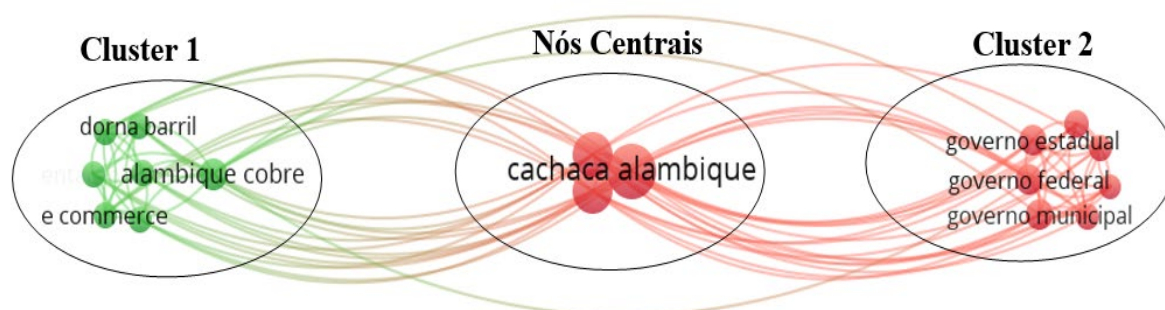 Cluster 1
Nós Centrais
Cluster 2
dorna barril
alambique cobre
e commerce
cachaca alambique
governo estadual
governo federal
governo municipal